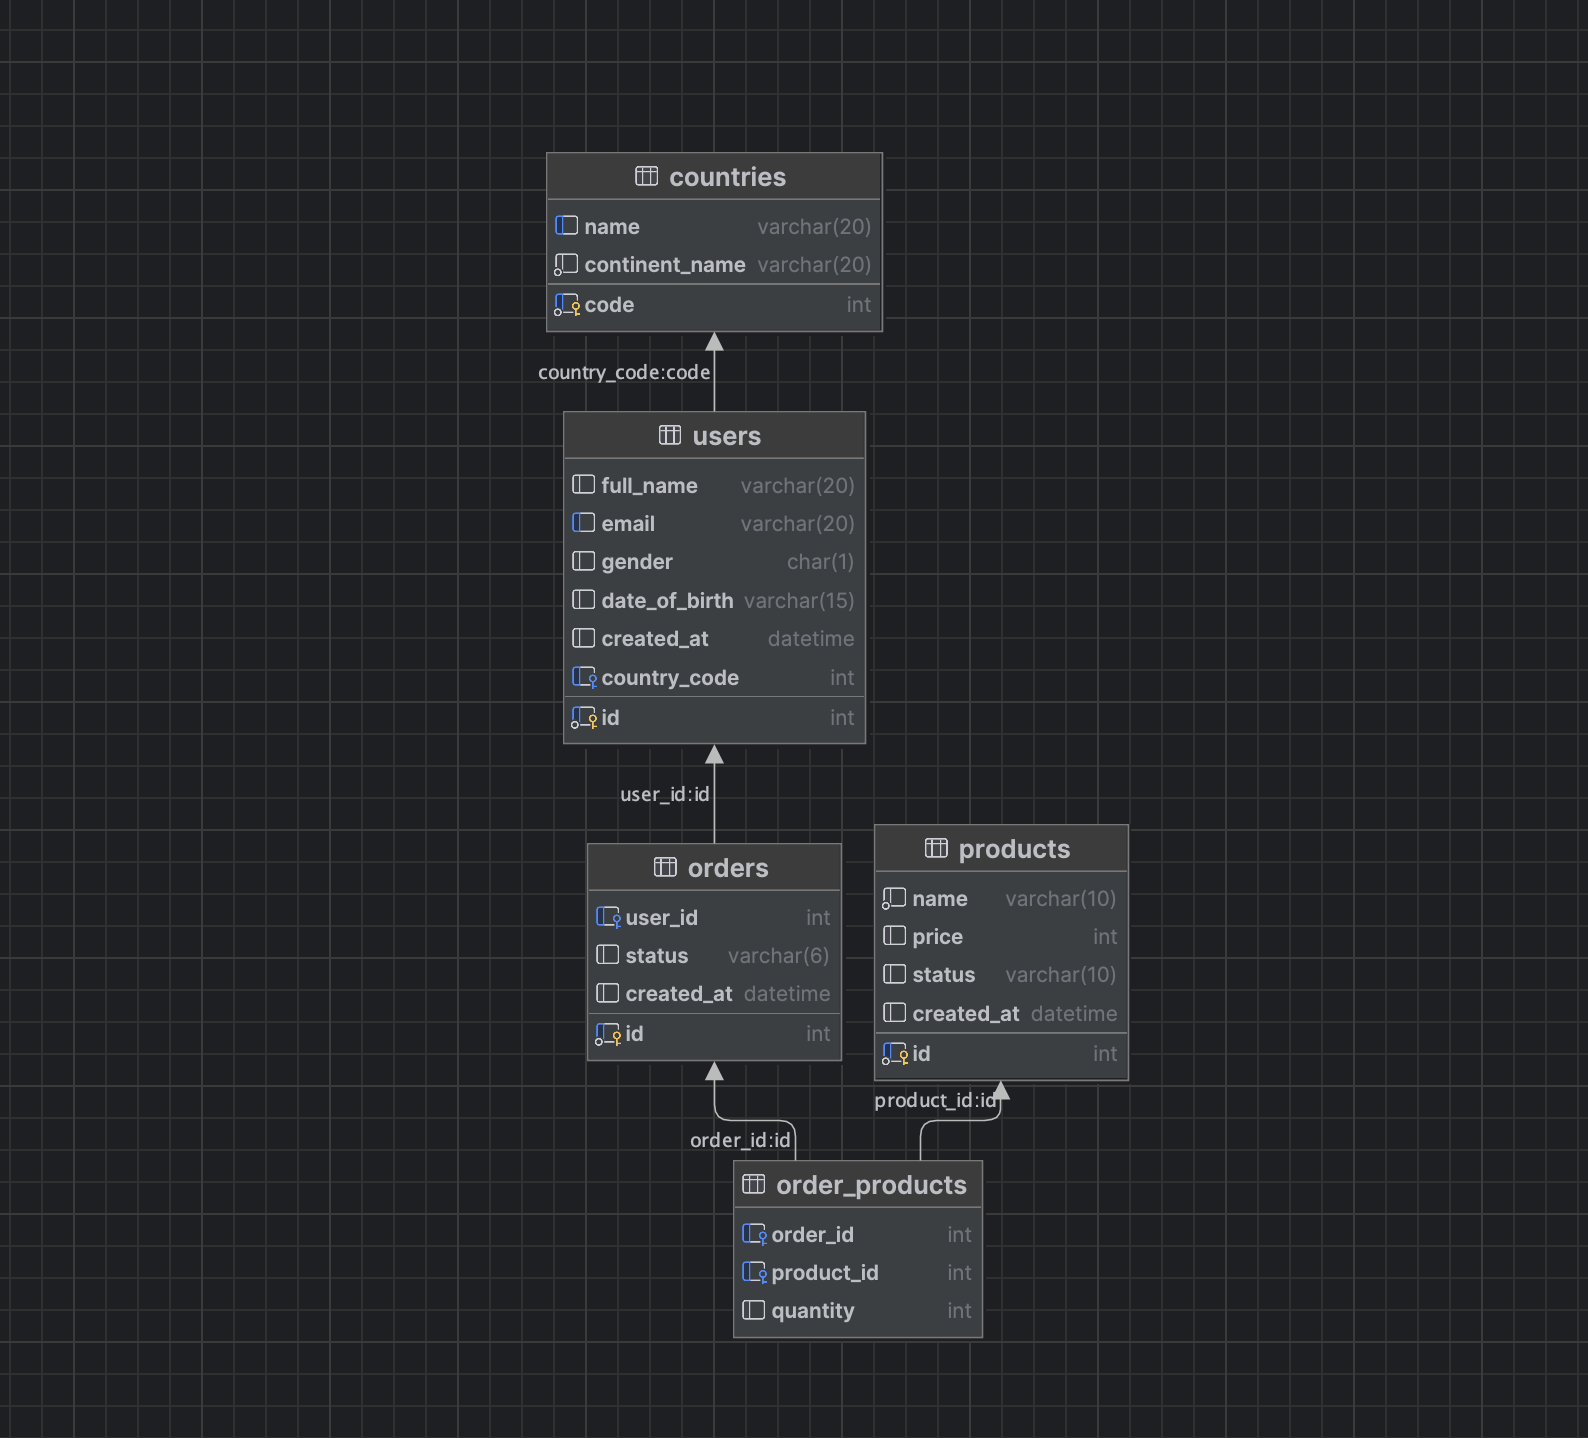 countries
name varchar(20)
continent_name varchar(20)
code int
country_code:code
users
full_name varchar(20)
email varchar(20)
gender char(1)
date_of_birth varchar(15)
created_at datetime
country_code int
id int
user_id:id
orders
user_id int
status varchar(6)
created_at datetime
id int
products
name varchar(10)
price int
status varchar(10)
created_at datetime
id int
product_id:id
order_id:id
order_products
order_id int
product_id int
quantity int